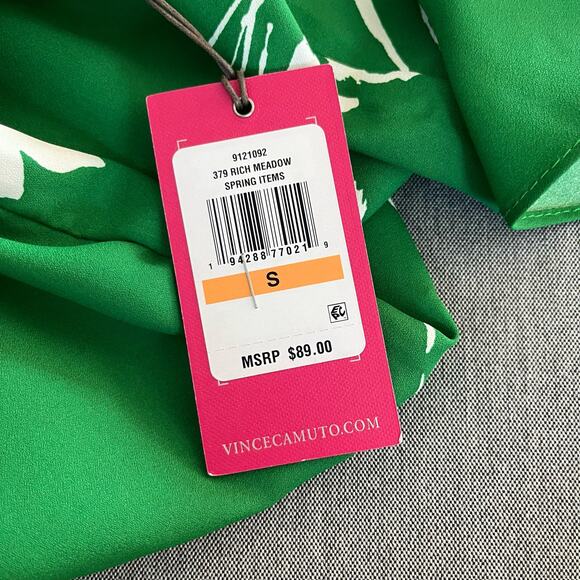 9121092
379 RICH MEADOW
SPRING ITEMS
1 94288 77021 9
S
MSRP $89.00
VINCECAMUTO.COM